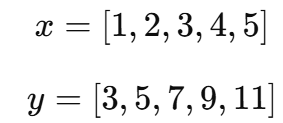 x = [1, 2, 3, 4, 5]
y = [3, 5, 7, 9, 11]